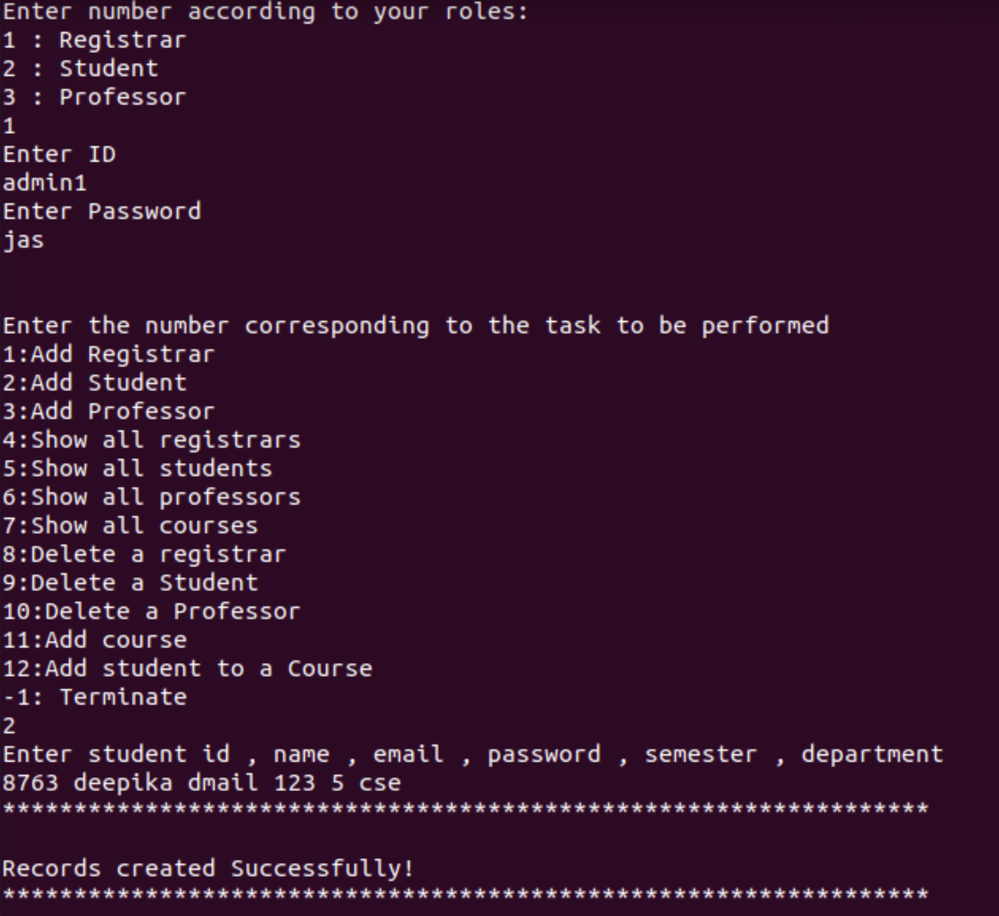 Enter number according to your roles:
1 : Registrar
2 : Student
3 : Professor
1
Enter ID
admin1
Enter Password
jas
Enter the number corresponding to the task to be performed
1:Add Registrar
2:Add Student
3:Add Professor
4:Show all registrars
5:Show all students
6:Show all professors
7:Show all courses
8:Delete a registrar
9:Delete a Student
10:Delete a Professor
11:Add course
12:Add student to a Course
-1: Terminate
2
Enter student id , name , email , password , semester , department
8763 deepika dmail 123 5 cse
*****************************************************************
Records created Successfully!
*****************************************************************